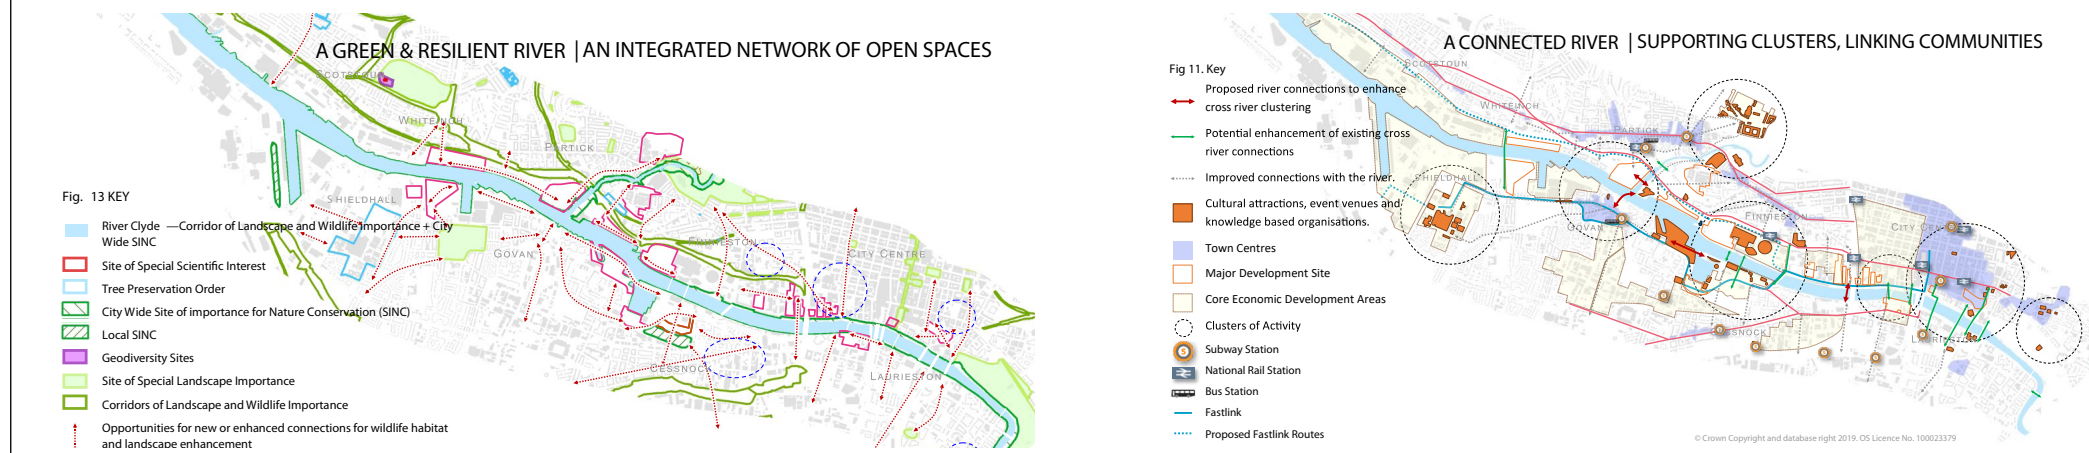 A GREEN & RESILIENT RIVER | AN INTEGRATED NETWORK OF OPEN SPACES
SCOTSTOUN
WHITEINCH
PARTICK
SHIELDHALL
GOVAN
FINNIESTON
CITY CENTRE
CESSNOCK
LAURIESTON
Fig. 13 KEY
River Clyde —Corridor of Landscape and Wildlife Importance + City
Wide SINC
Site of Special Scientific Interest
Tree Preservation Order
City Wide Site of importance for Nature Conservation (SINC)
Local SINC
Geodiversity Sites
Site of Special Landscape Importance
Corridors of Landscape and Wildlife Importance
Opportunities for new or enhanced connections for wildlife habitat
and landscape enhancement
A CONNECTED RIVER | SUPPORTING CLUSTERS, LINKING COMMUNITIES
SCOTSTOUN
WHITEINCH
PARTICK
SHIELDHALL
GOVAN
FINNIESTON
CITY CENTRE
CESSNOCK
LAURIESTON
Fig 11. Key
Proposed river connections to enhance
cross river clustering
Potential enhancement of existing cross
river connections
Improved connections with the river.
Cultural attractions, event venues and
knowledge based organisations.
Town Centres
Major Development Site
Core Economic Development Areas
Clusters of Activity
S
Subway Station
National Rail Station
Bus Station
Fastlink
Proposed Fastlink Routes
© Crown Copyright and database right 2019. OS Licence No. 100023379